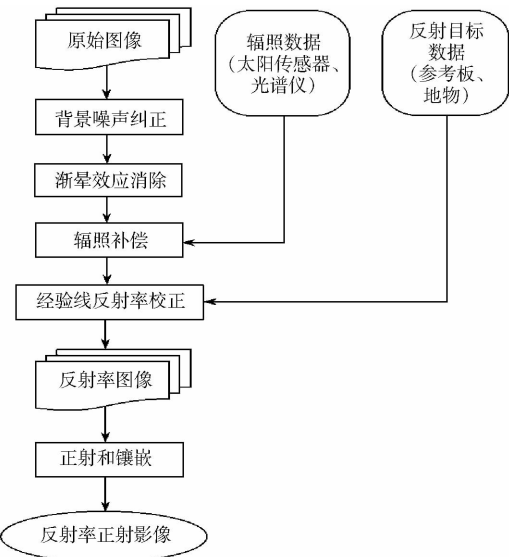 原始图像
辐照数据
（太阳传感器、
光谱仪）
反射目标
数据
（参考板、
地物）
背景噪声纠正
渐晕效应消除
辐照补偿
经验线反射率校正
反射率图像
正射和镶嵌
反射率正射影像